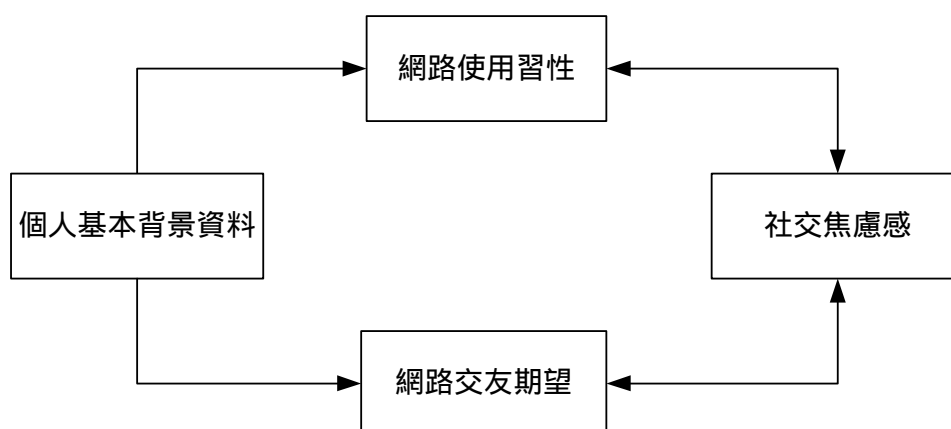 網路使用習性
個人基本背景資料
社交焦慮感
網路交友期望